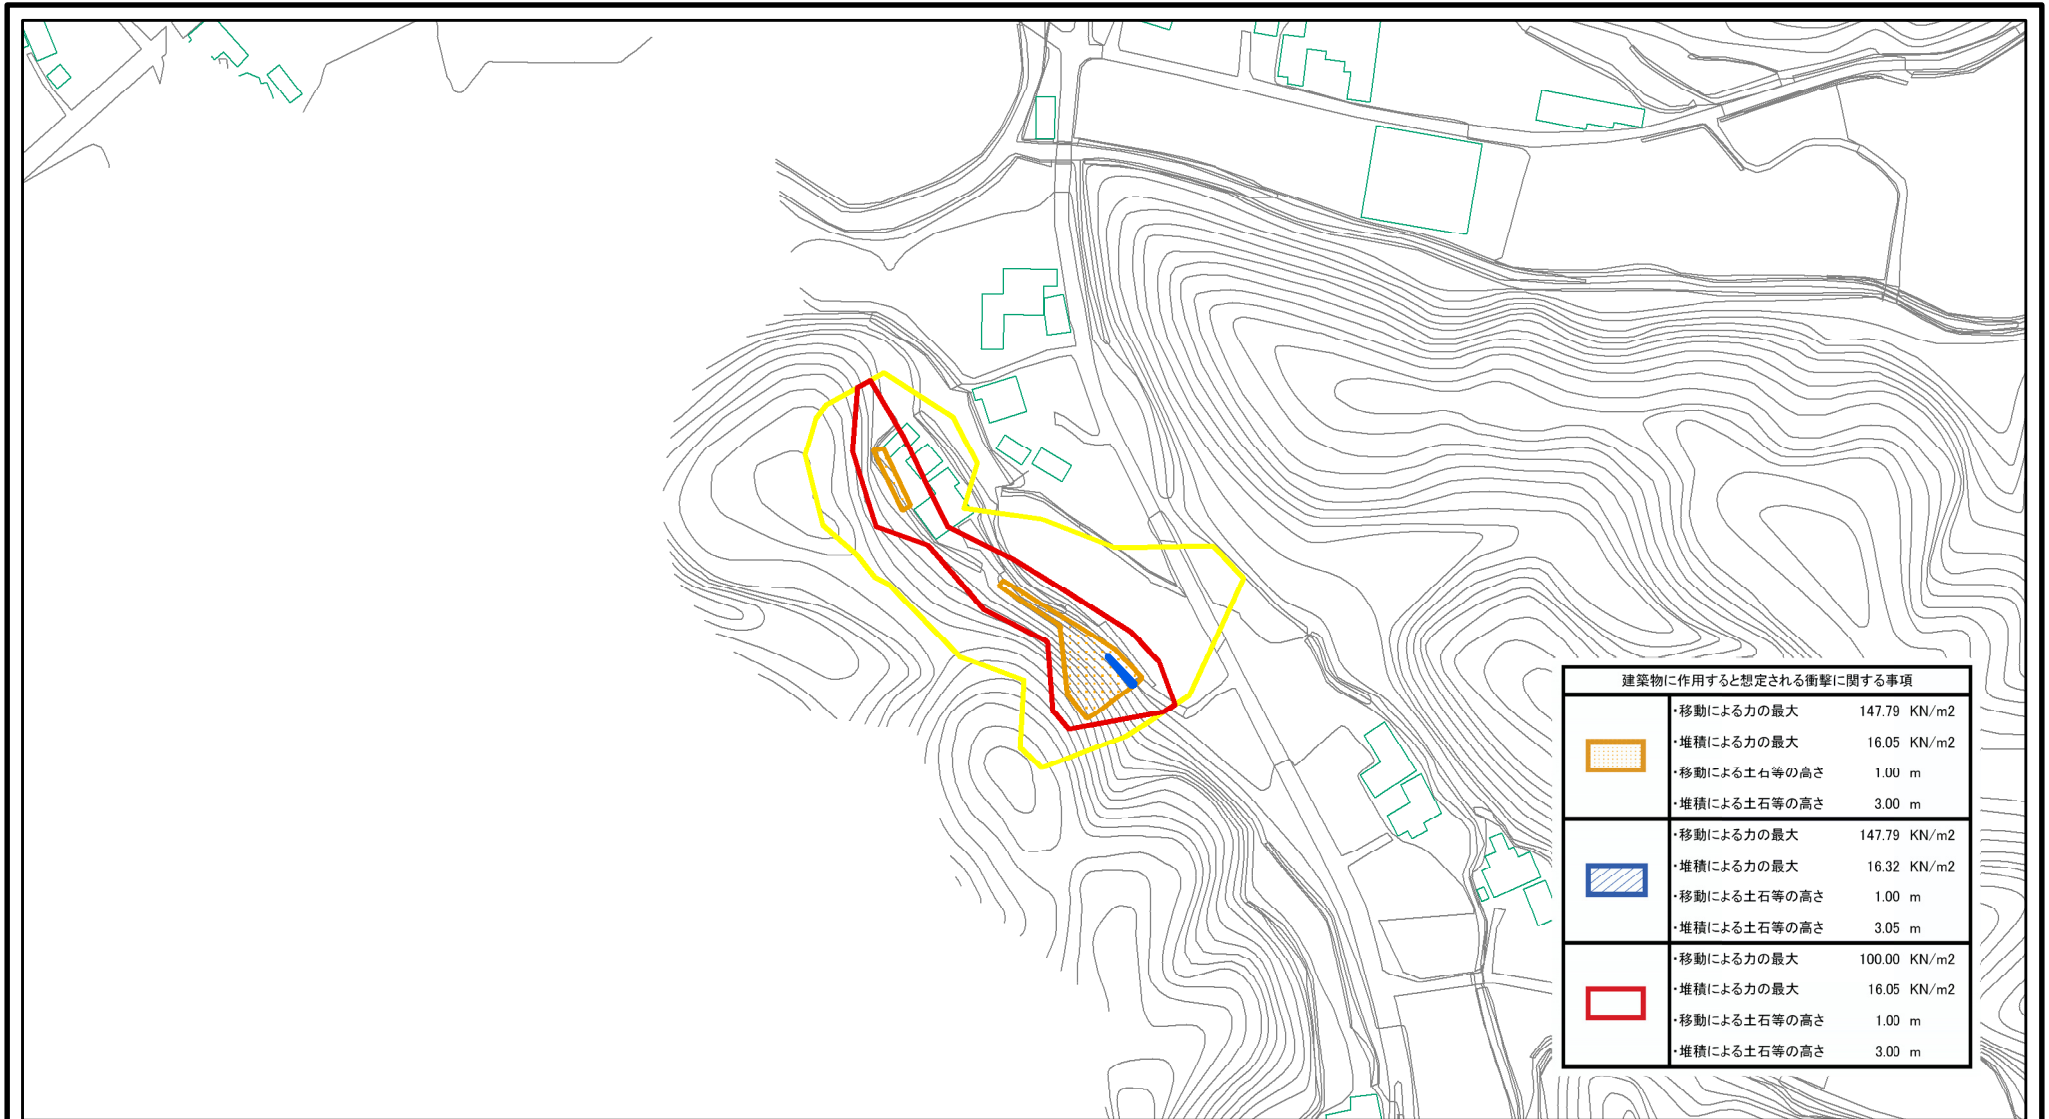 建築物に作用すると想定される衝撃に関する事項
・移動による力の最大 147.79 KN/m2
・堆積による力の最大 16.05 KN/m2
・移動による土石等の高さ 1.00 m
・堆積による土石等の高さ 3.00 m
・移動による力の最大 147.79 KN/m2
・堆積による力の最大 16.32 KN/m2
・移動による土石等の高さ 1.00 m
・堆積による土石等の高さ 3.05 m
・移動による力の最大 100.00 KN/m2
・堆積による力の最大 16.05 KN/m2
・移動による土石等の高さ 1.00 m
・堆積による土石等の高さ 3.00 m